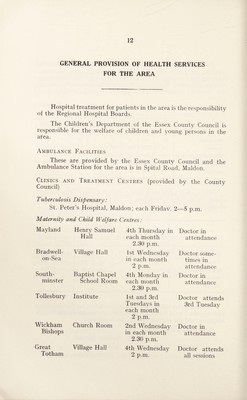 12
GENERAL PROVISION OF HEALTH SERVICES
FOR THE AREA
Hospital treatment for patients in the area is the responsibility
of the Regional Hospital Boards.
The Children's Department of the Essex County Council is
responsible for the welfare of children and young persons in the
area.
AMBULANCE FACILITIES
These are provided by the Essex County Council and the
Ambulance Station for the area is in Spital Road, Maldon.
CLINICS AND TREATMENT CENTRES (provided by the County
Council)
Tuberculosis Dispensary:
St. Peter's Hospital, Maldon; each Friday. 2—5 p.m.
Maternity and Child Welfare Centres:
Mayland Henry Samuel 4th Thursday in Doctor in
Hall each month attendance
2.30 p.m.
Bradwell- Village Hall 1st Wednesday Doctor some-
on-Sea in each month times in
2 p.m. attendance
South- Baptist Chapel 4th Monday in Doctor in
minster School Room each month attendance
2.30 p.m.
Tollesbury Institute 1st and 3rd Doctor attends
Tuesdays in 3rd Tuesday
each month
2 p.m.
Wickham Church Room 2nd Wednesday Doctor in
Bishops in each month attendance
2.30 p.m.
Great Village Hall 4th Wednesday Doctor attends
Totham 2 p.m. all sessions